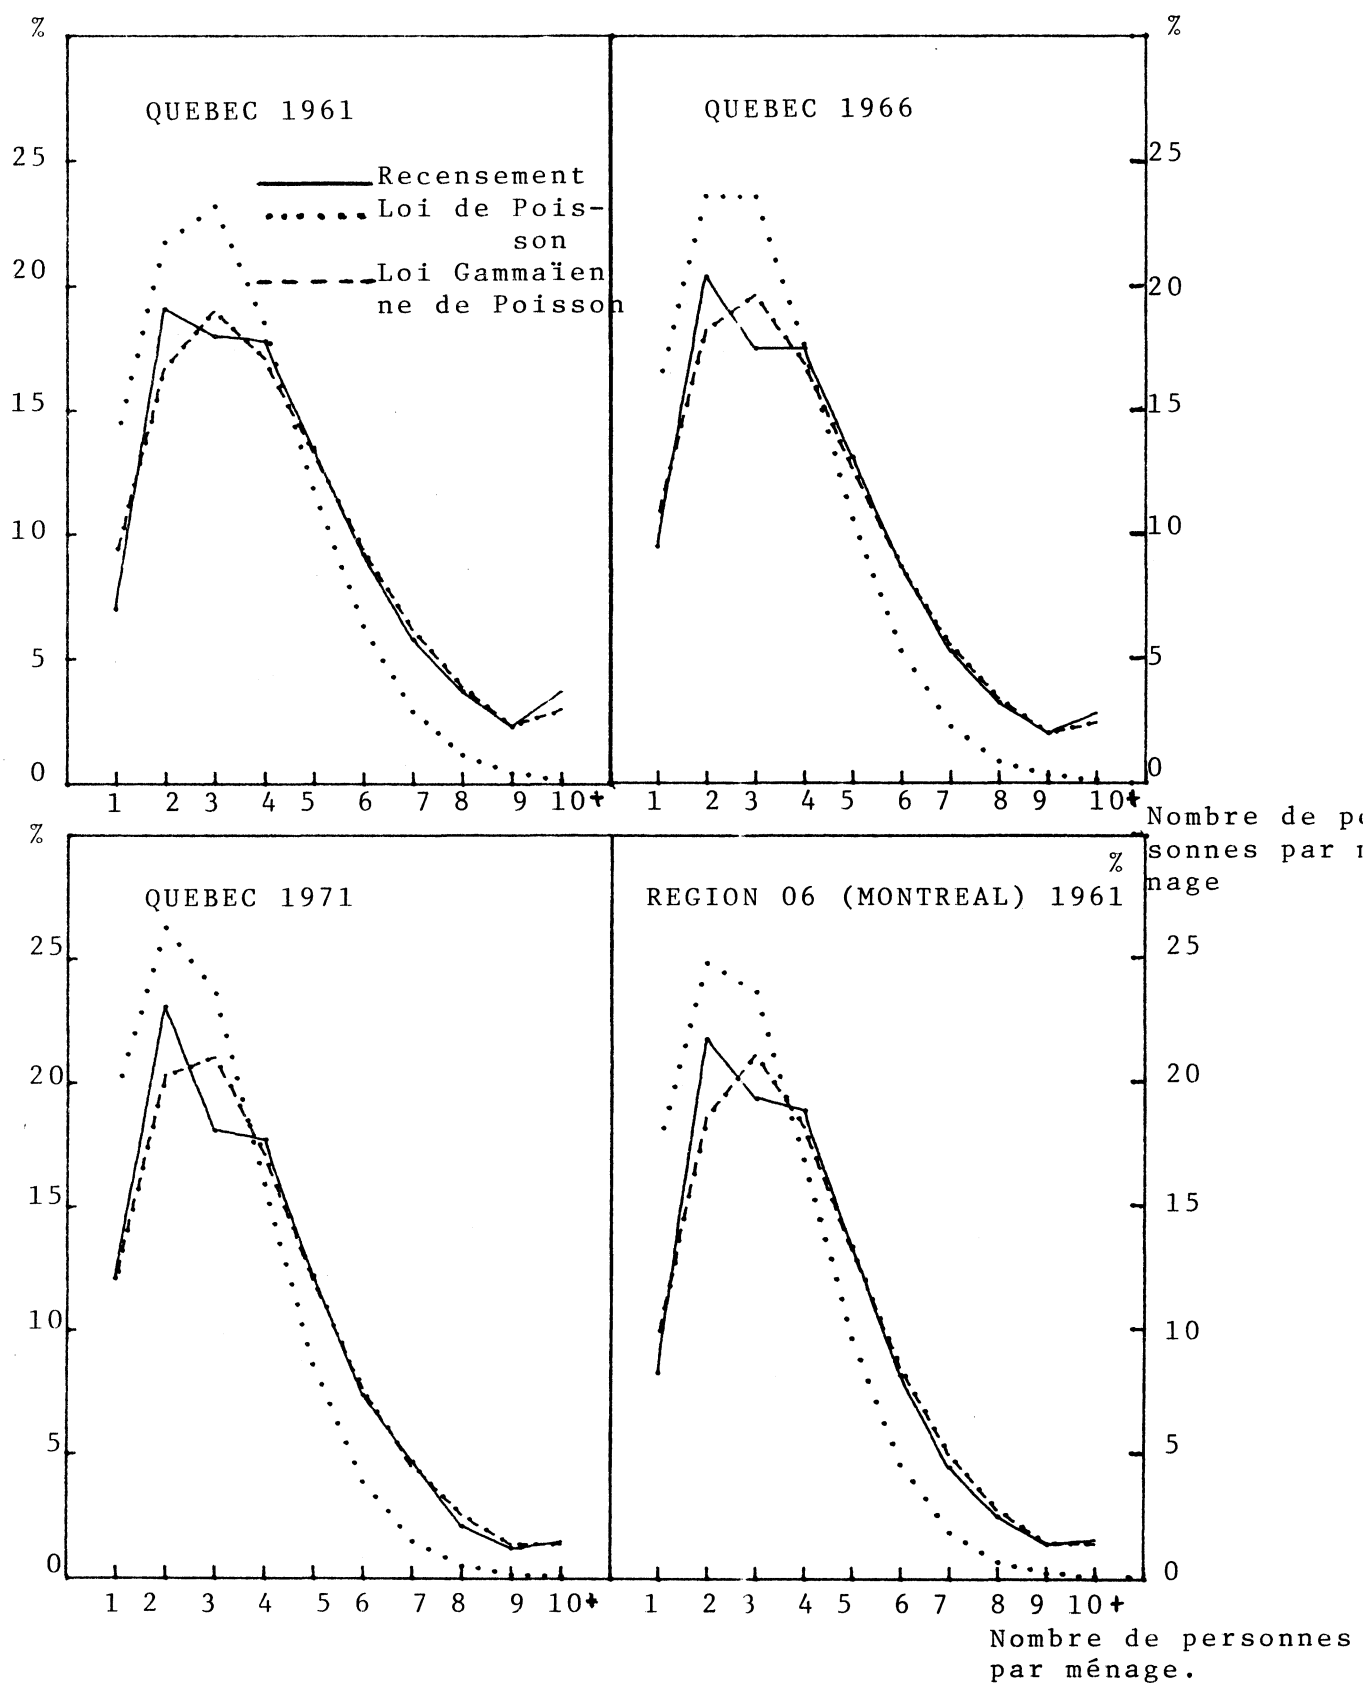 % %
QUEBEC 1961
QUEBEC 1966
Recensement
Loi de Pois-
son
Loi Gammaïen
ne de Poisson
25
20
15
10
5
0
1 2 3 4 5 6 7 8 9 10+
25
20
15
10
5
0
1 2 3 4 5 6 7 8 9 10+
Nombre de
sonnes par
nage
%
QUEBEC 1971
25
20
15
10
5
0
1 2 3 4 5 6 7 8 9 10+
%
REGION 06 (MONTREAL) 1961
25
20
15
10
5
0
1 2 3 4 5 6 7 8 9 10+
Nombre de personnes
par ménage.